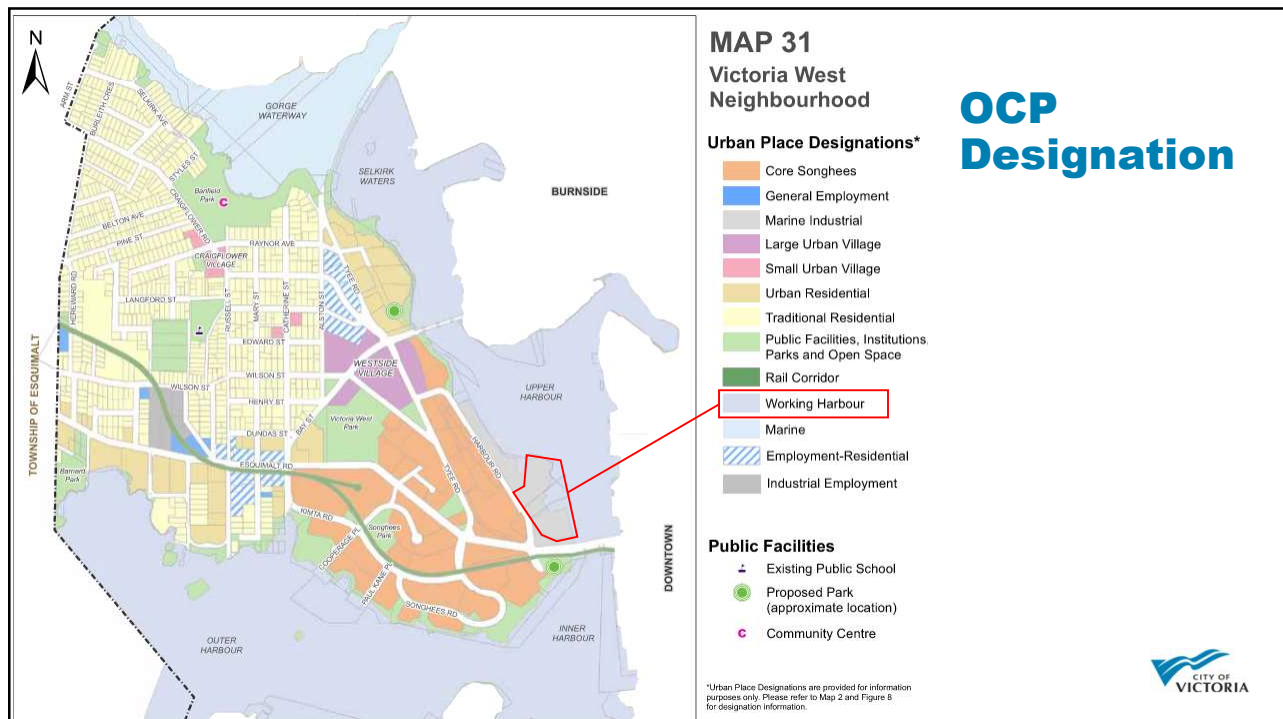 MAP 31
Victoria West
Neighbourhood
OCP
Designation
Urban Place Designations*
Core Songhees
General Employment
Marine Industrial
Large Urban Village
Small Urban Village
Urban Residential
Traditional Residential
Public Facilities, Institutions,
Parks and Open Space
Rail Corridor
Working Harbour
Marine
Employment-Residential
Industrial Employment
Public Facilities
Existing Public School
Proposed Park
(approximate location)
C
Community Centre
*Urban Place Designations are provided for information
purposes only. Please refer to Map 2 and Figure 8
for designation information.
CITY OF
VICTORIA
N
ARM ST
BURLEITH CRES
SELKIRK AVE
GORGE
WATERWAY
STYLES ST
SELKIRK
WATERS
BURNSIDE
Banfield
Park
C
CRAIGFLOWER RD
BELTON AVE
PINE ST
RAYNOR AVE
CRAIGFLOWER
VILLAGE
TYEE RD
HEREWARD RD
LANGFORD ST
RUSSELL ST
MARY ST
CATHERINE ST
ALSTON ST
EDWARD ST
WESTSIDE
VILLAGE
TOWNSHIP OF ESQUIMALT
WILSON ST
WILSON ST
UPPER
HARBOUR
HENRY ST
Victoria West
Park
BAY ST
DUNDAS ST
HARBOUR RD
TYEE RD
ESQUIMALT RD
Barnard
Park
KIMTA RD
Songhees
Park
COOPERAGE PL
PAUL KANE PL
SONGHEES RD
DOWNTOWN
OUTER
HARBOUR
INNER
HARBOUR